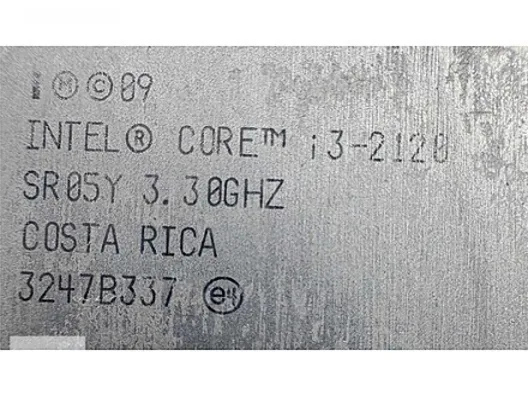 i Ⓜ © 09
INTEL® CORE™ i3-2120
SR05Y 3.30GHZ
COSTA RICA
3247B337 e4